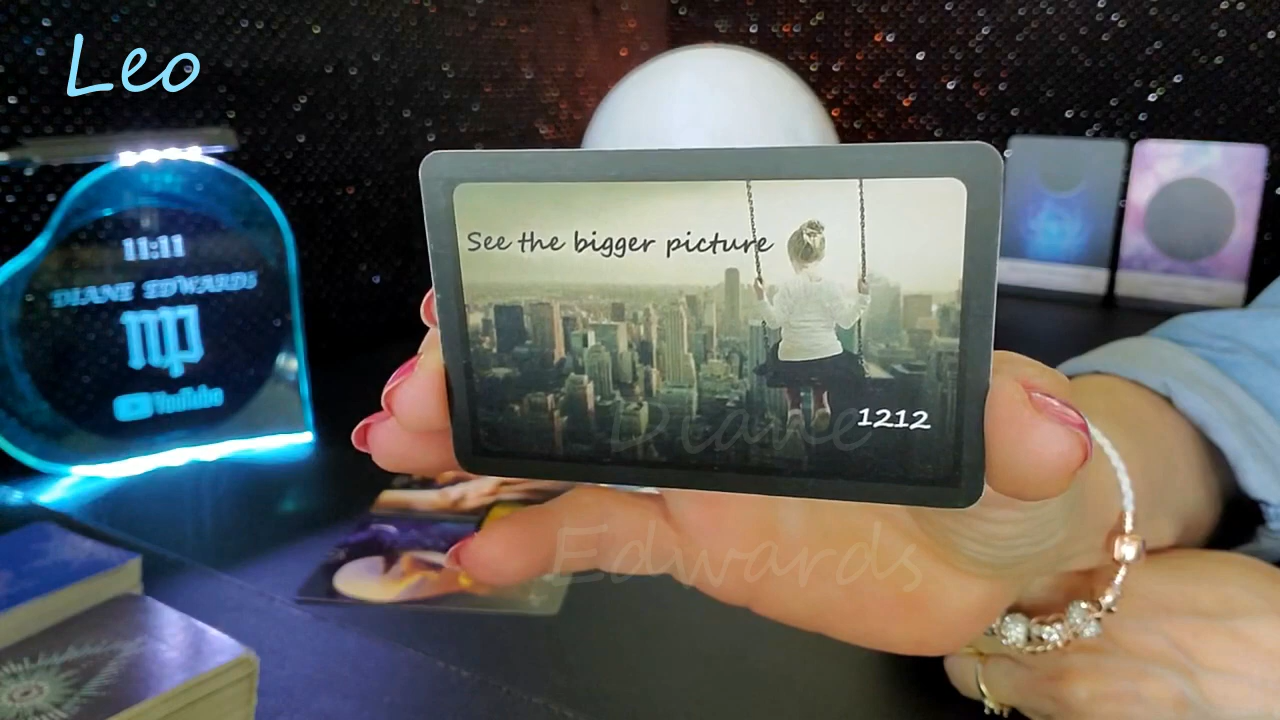 Leo
11:11
DIANE EDWARDS
YouTube
See the bigger picture
1212
Diane
Edwards